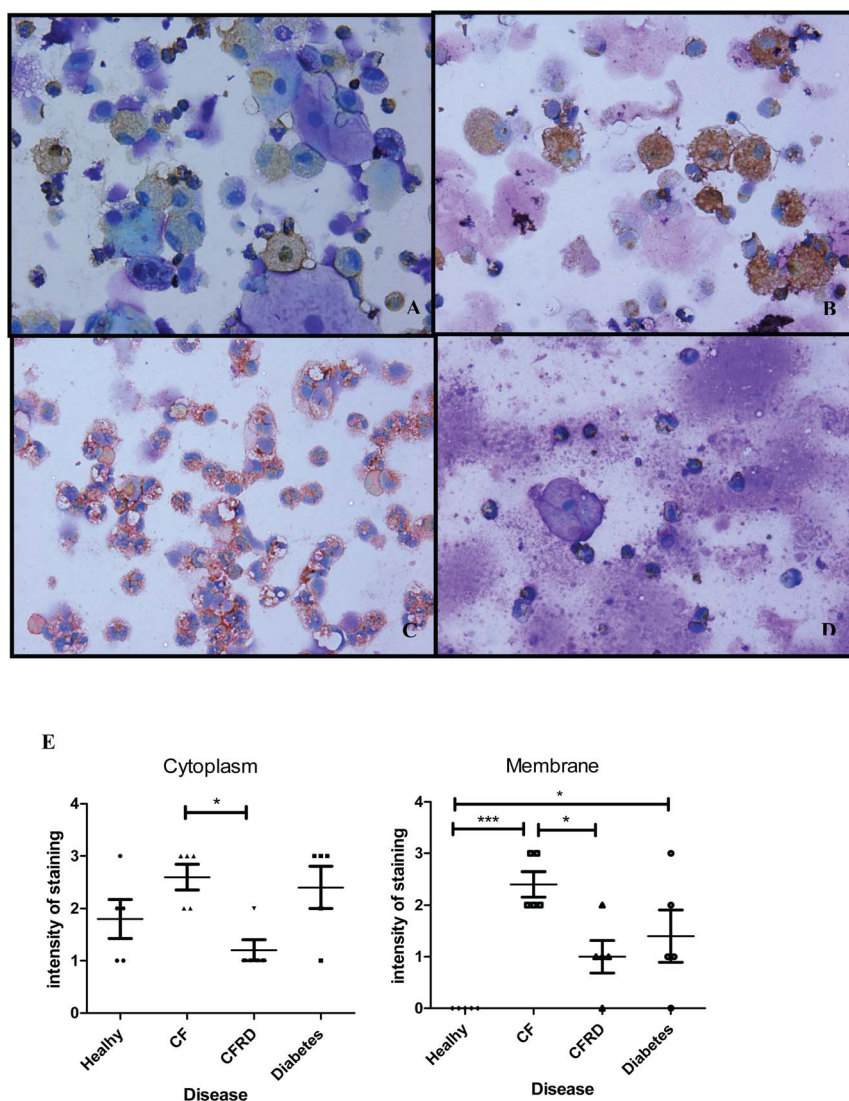 A
B
C
D
E
Cytoplasm
*
intensity of staining
4
3
2
1
0
Healhy
CF
CFRD
Diabetes
Disease
Membrane
*
***
*
intensity of staining
4
3
2
1
0
Healhy
CF
CFRD
Diabetes
Disease